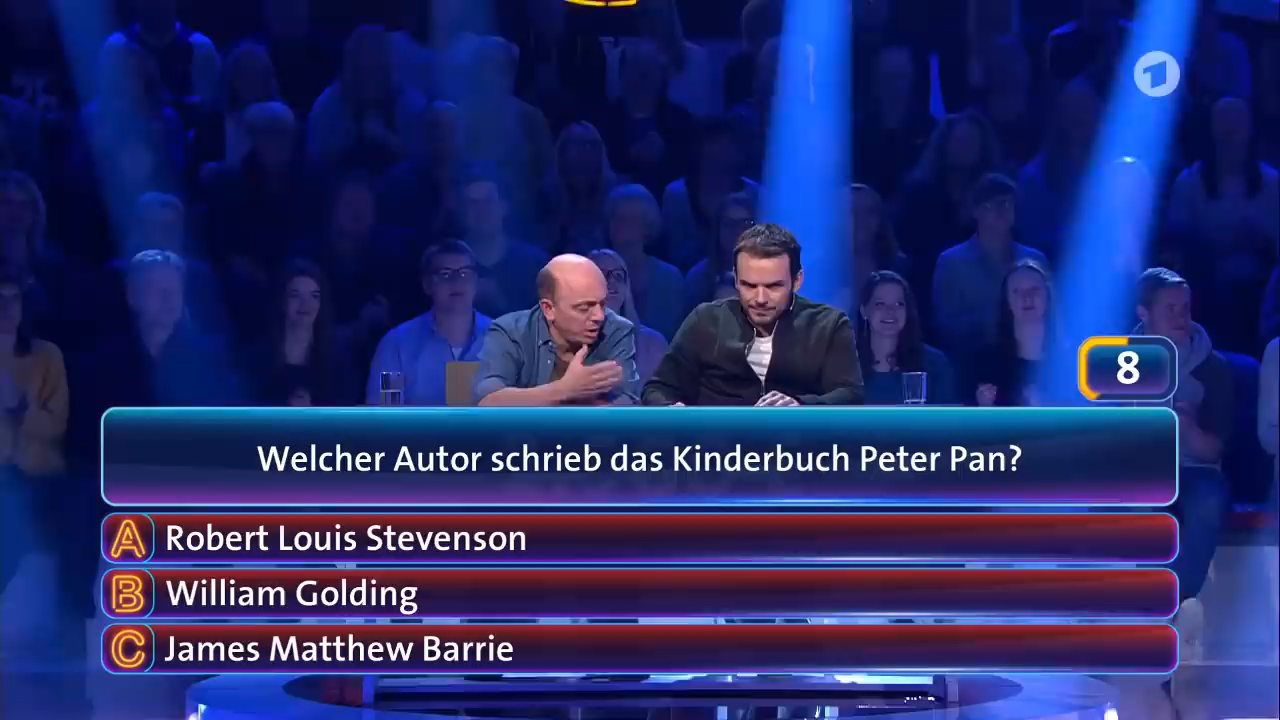 1
8
Welcher Autor schrieb das Kinderbuch Peter Pan?
A Robert Louis Stevenson
B William Golding
C James Matthew Barrie